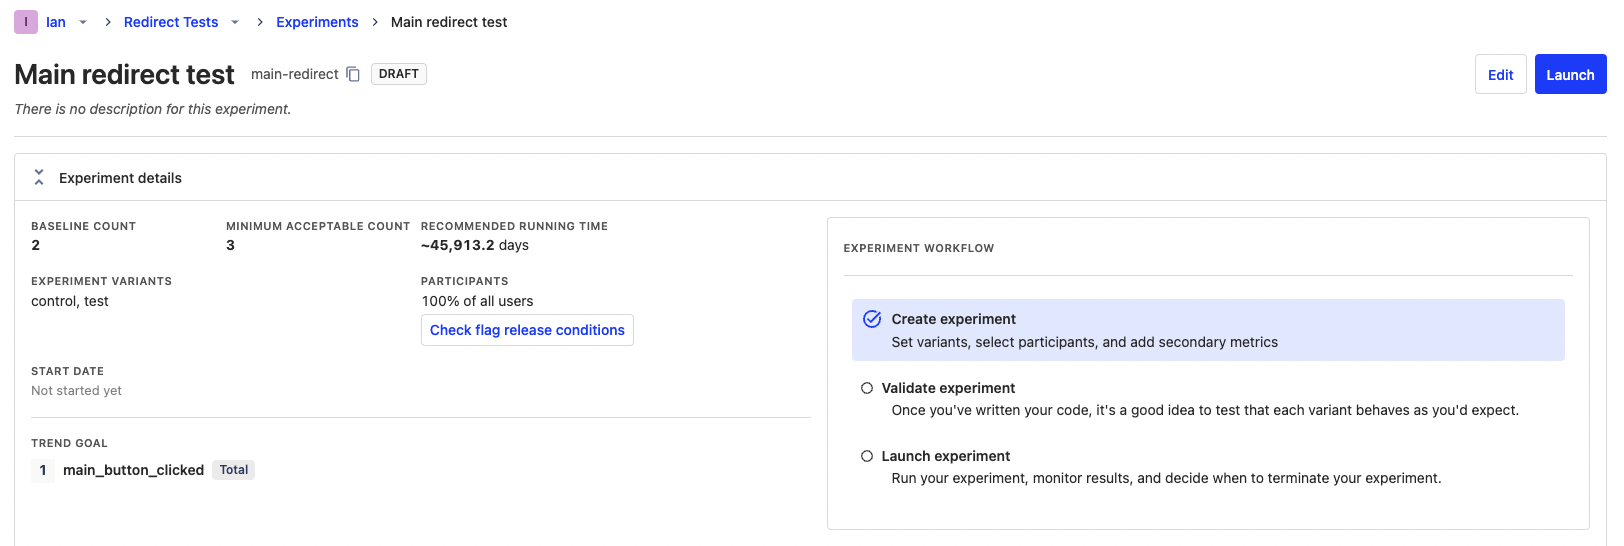 I Ian > Redirect Tests > Experiments > Main redirect test
Main redirect test main-redirect DRAFT Edit Launch
There is no description for this experiment.
Experiment details
BASELINE COUNT MINIMUM ACCEPTABLE COUNT RECOMMENDED RUNNING TIME
2 3 ~45,913.2 days
EXPERIMENT VARIANTS PARTICIPANTS
control, test 100% of all users
Check flag release conditions
START DATE
Not started yet
TREND GOAL
1 main_button_clicked Total
EXPERIMENT WORKFLOW
Create experiment
Set variants, select participants, and add secondary metrics
Validate experiment
Once you've written your code, it's a good idea to test that each variant behaves as you'd expect.
Launch experiment
Run your experiment, monitor results, and decide when to terminate your experiment.